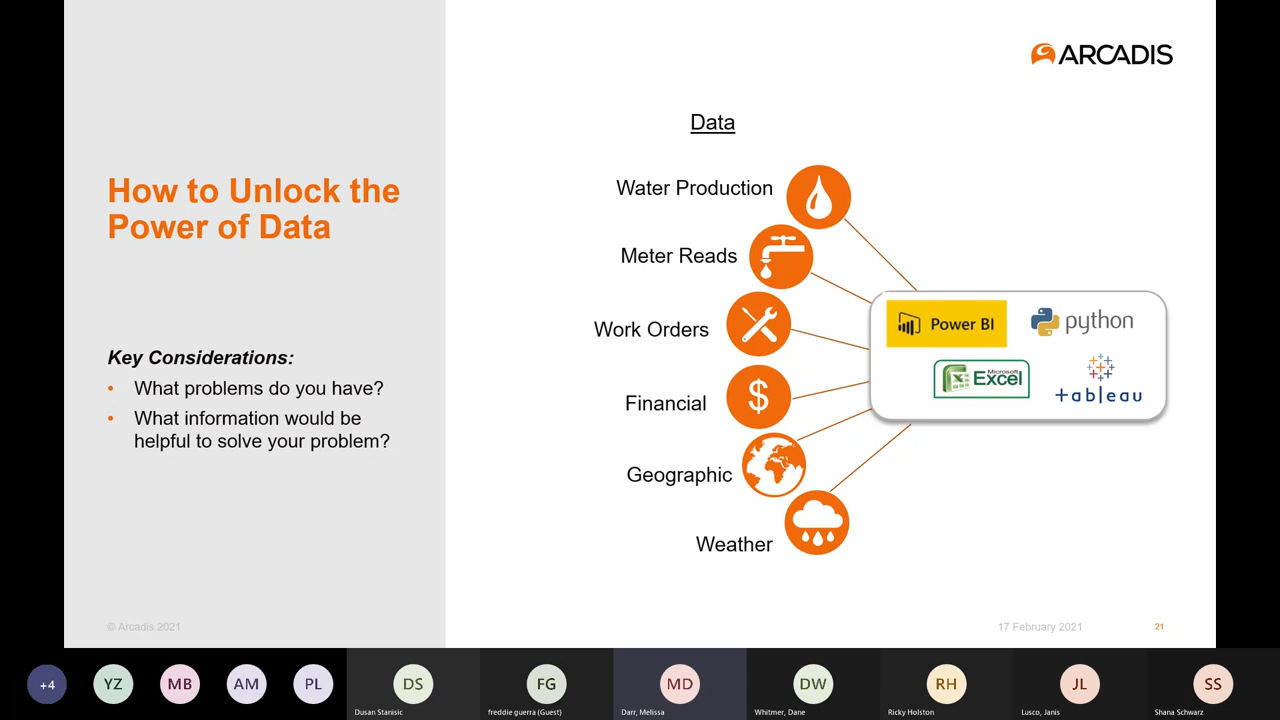 ARCADIS
Data
How to Unlock the
Power of Data
Key Considerations:
• What problems do you have?
• What information would be
helpful to solve your problem?
Water Production
Meter Reads
Work Orders
Financial
$
Geographic
Weather
Power BI
python
Microsoft
Excel
tableau
© Arcadis 2021
17 February 2021
21
+4
YZ
MB
AM
PL
DS
FG
MD
DW
RH
JL
SS
Dusan Stanisic
freddie guerra (Guest)
Darr, Melissa
Whitmer, Dane
Ricky Holston
Lusco, Janis
Shana Schwarz